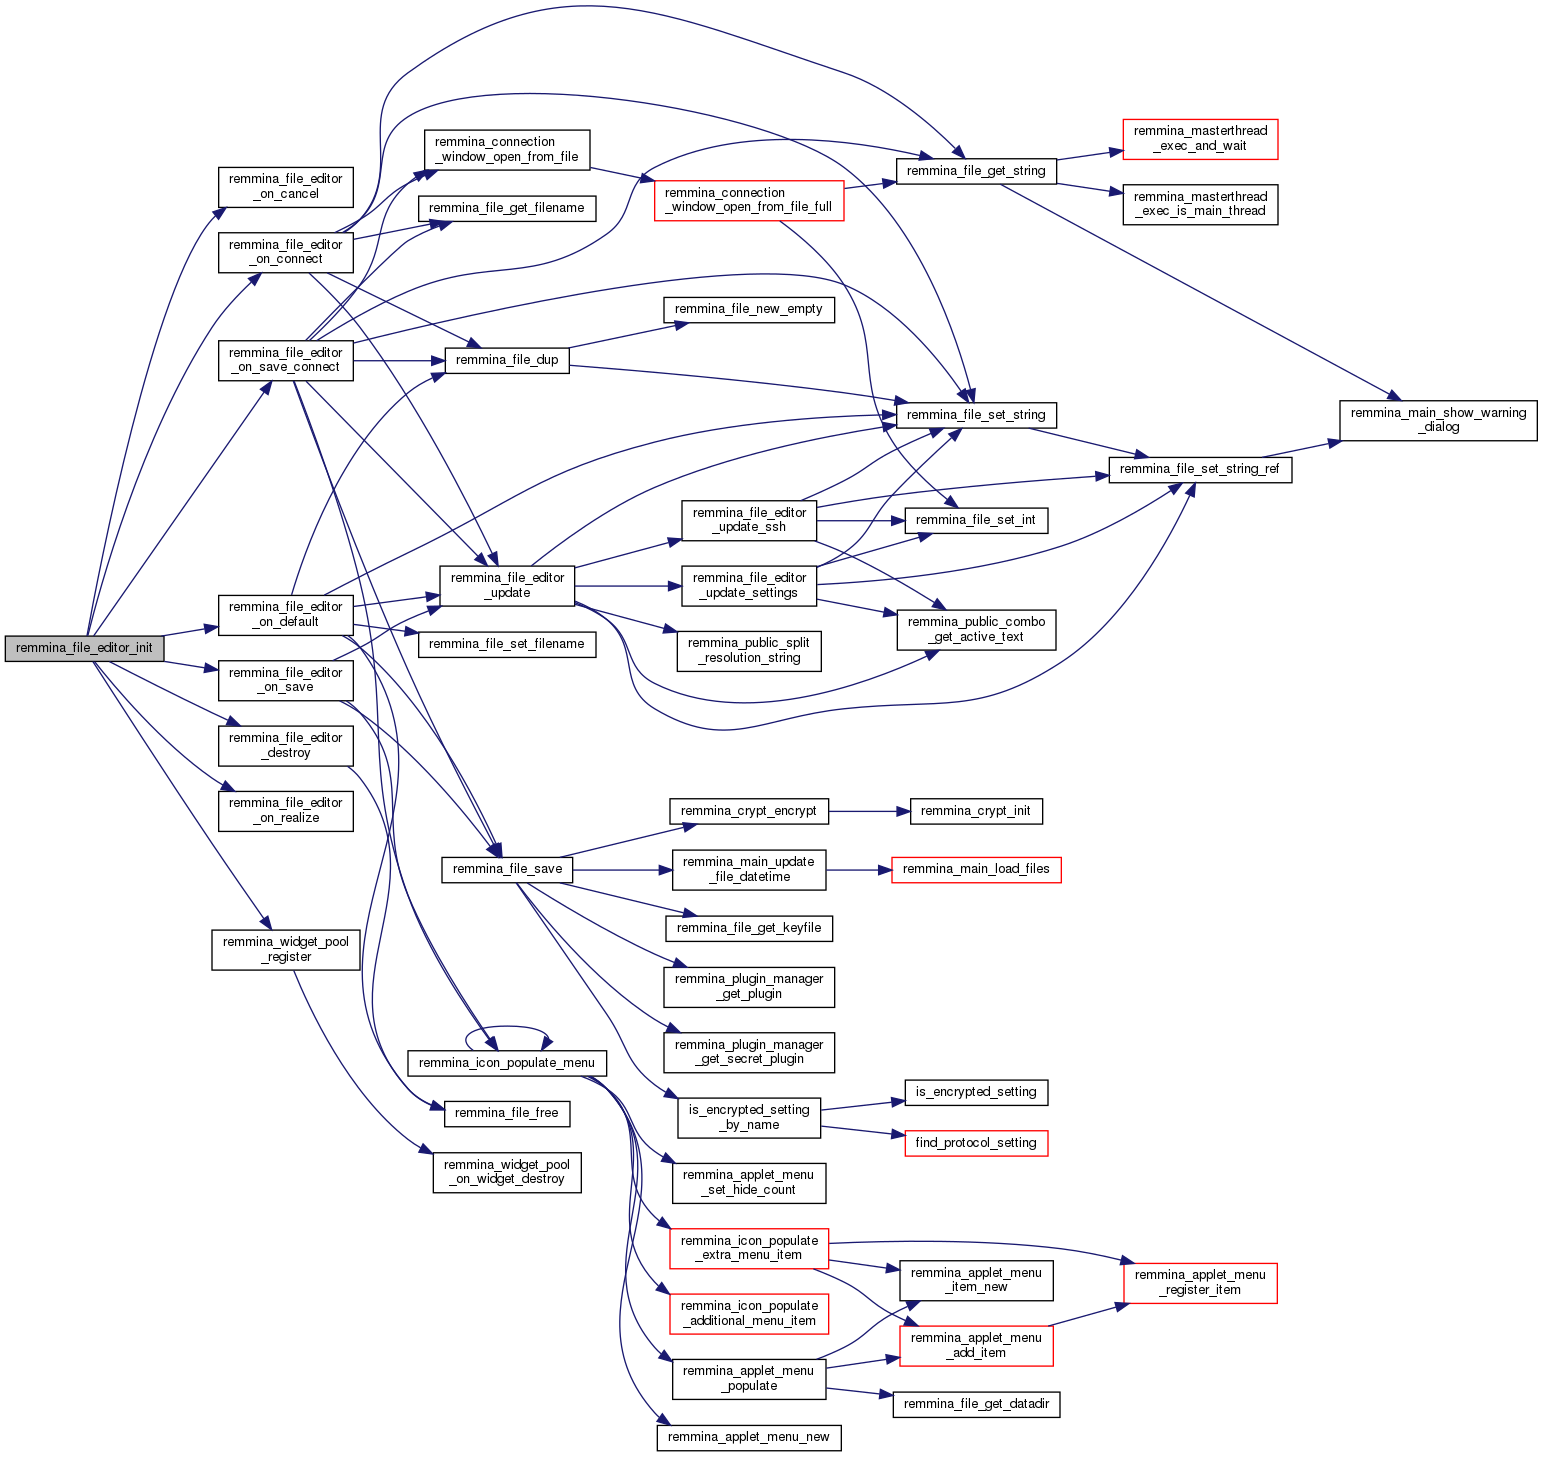 remmina_file_editor_init
remmina_file_editor
_on_cancel
remmina_file_editor
_on_connect
remmina_file_editor
_on_save_connect
remmina_file_editor
_on_default
remmina_file_editor
_on_save
remmina_file_editor
_destroy
remmina_file_editor
_on_realize
remmina_widget_pool
_register
remmina_connection
_window_open_from_file
remmina_file_get_filename
remmina_file_dup
remmina_file_editor
_update
remmina_file_set_filename
remmina_file_save
remmina_icon_populate_menu
remmina_file_free
remmina_widget_pool
_on_widget_destroy
remmina_connection
_window_open_from_file_full
remmina_file_new_empty
remmina_file_editor
_update_ssh
remmina_file_editor
_update_settings
remmina_public_split
_resolution_string
remmina_crypt_encrypt
remmina_main_update
_file_datetime
remmina_file_get_keyfile
remmina_plugin_manager
_get_plugin
remmina_plugin_manager
_get_secret_plugin
is_encrypted_setting
_by_name
remmina_applet_menu
_set_hide_count
remmina_icon_populate
_extra_menu_item
remmina_icon_populate
_additional_menu_item
remmina_applet_menu
_populate
remmina_applet_menu_new
remmina_file_get_string
remmina_file_set_string
remmina_file_set_int
remmina_public_combo
_get_active_text
remmina_crypt_init
remmina_main_load_files
is_encrypted_setting
find_protocol_setting
remmina_applet_menu
_item_new
remmina_applet_menu
_add_item
remmina_file_get_datadir
remmina_masterthread
_exec_and_wait
remmina_masterthread
_exec_is_main_thread
remmina_file_set_string_ref
remmina_applet_menu
_register_item
remmina_main_show_warning
_dialog